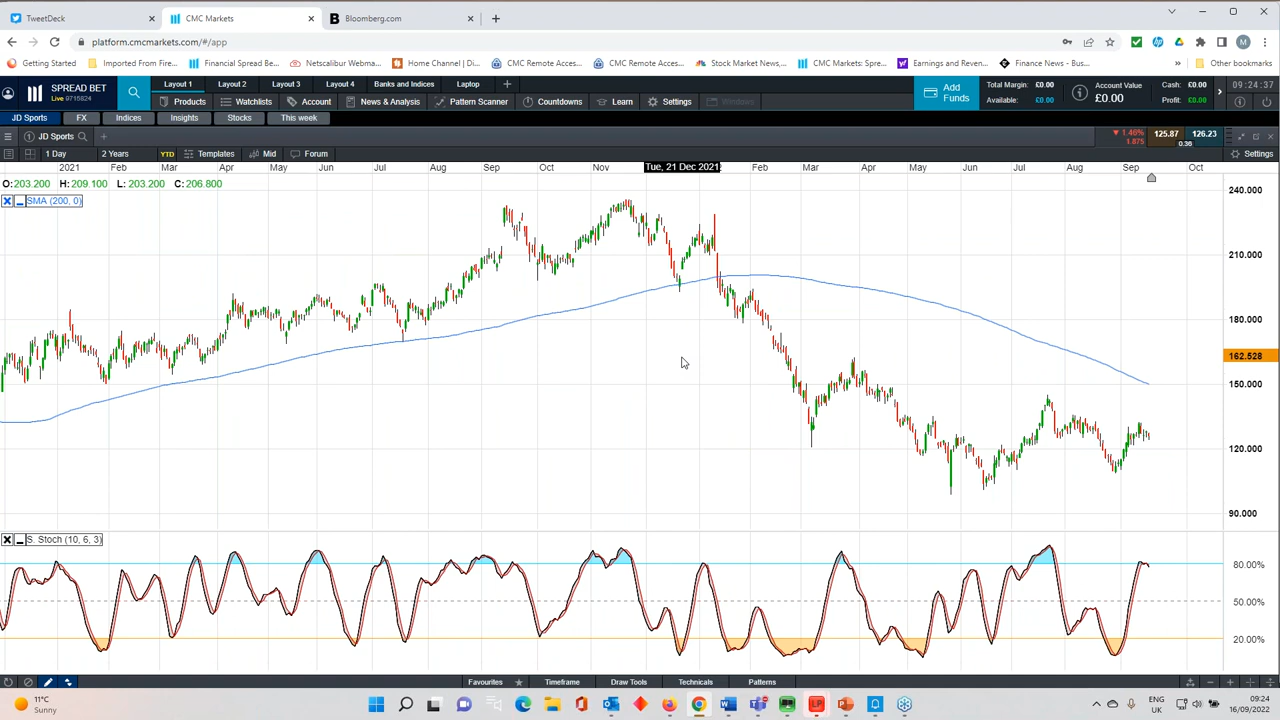 TweetDeck
CMC Markets
Bloomberg.com
platform.cmcmarkets.com/#/app
Getting Started
Imported From Fire...
Financial Spread Be...
Netscalibur Webma...
Home Channel | Di...
CMC Remote Acces...
CMC Remote Acces...
Stock Market News,...
CMC Markets: Spre...
Earnings and Reven...
Finance News - Bus...
»
Other bookmarks
SPREAD BET
Live 9715824
Layout 1
Layout 2
Layout 3
Layout 4
Banks and Indices
Laptop
Products
Watchlists
Account
News & Analysis
Pattern Scanner
Countdowns
Learn
Settings
Windows
Add Funds
Total Margin: £0.00
Available: £0.00
Account Value
£0.00
Cash: £0.00
Profit: £0.00
09:24:37
JD Sports
FX
Indices
Insights
Stocks
This week
JD Sports
1.46%
1.875
125.87
0.36
126.23
1 Day
2 Years
YTD
Templates
Mid
Forum
Settings
2021
Feb
Mar
Apr
May
Jun
Jul
Aug
Sep
Oct
Nov
Tue, 21 Dec 2021
Feb
Mar
Apr
May
Jun
Jul
Aug
Sep
Oct
O:203.200 H:209.100 L:203.200 C:206.800
SMA (200, 0)
240.000
210.000
180.000
162.528
150.000
120.000
90.000
S. Stoch (10, 6, 3)
80.00%
50.00%
20.00%
Favourites
Timeframe
Draw Tools
Technicals
Patterns
11°C
Sunny
ENG
UK
09:24
16/09/2022